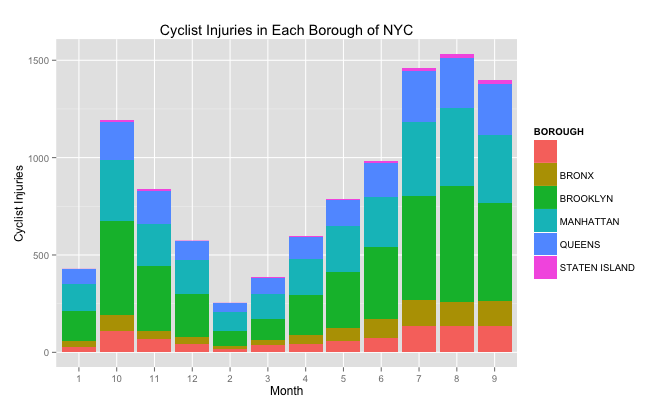 Cyclist Injuries in Each Borough of NYC
Cyclist Injuries
1500
1000
500
0
1 10 11 12 2 3 4 5 6 7 8 9
Month
BOROUGH
BRONX
BROOKLYN
MANHATTAN
QUEENS
STATEN ISLAND